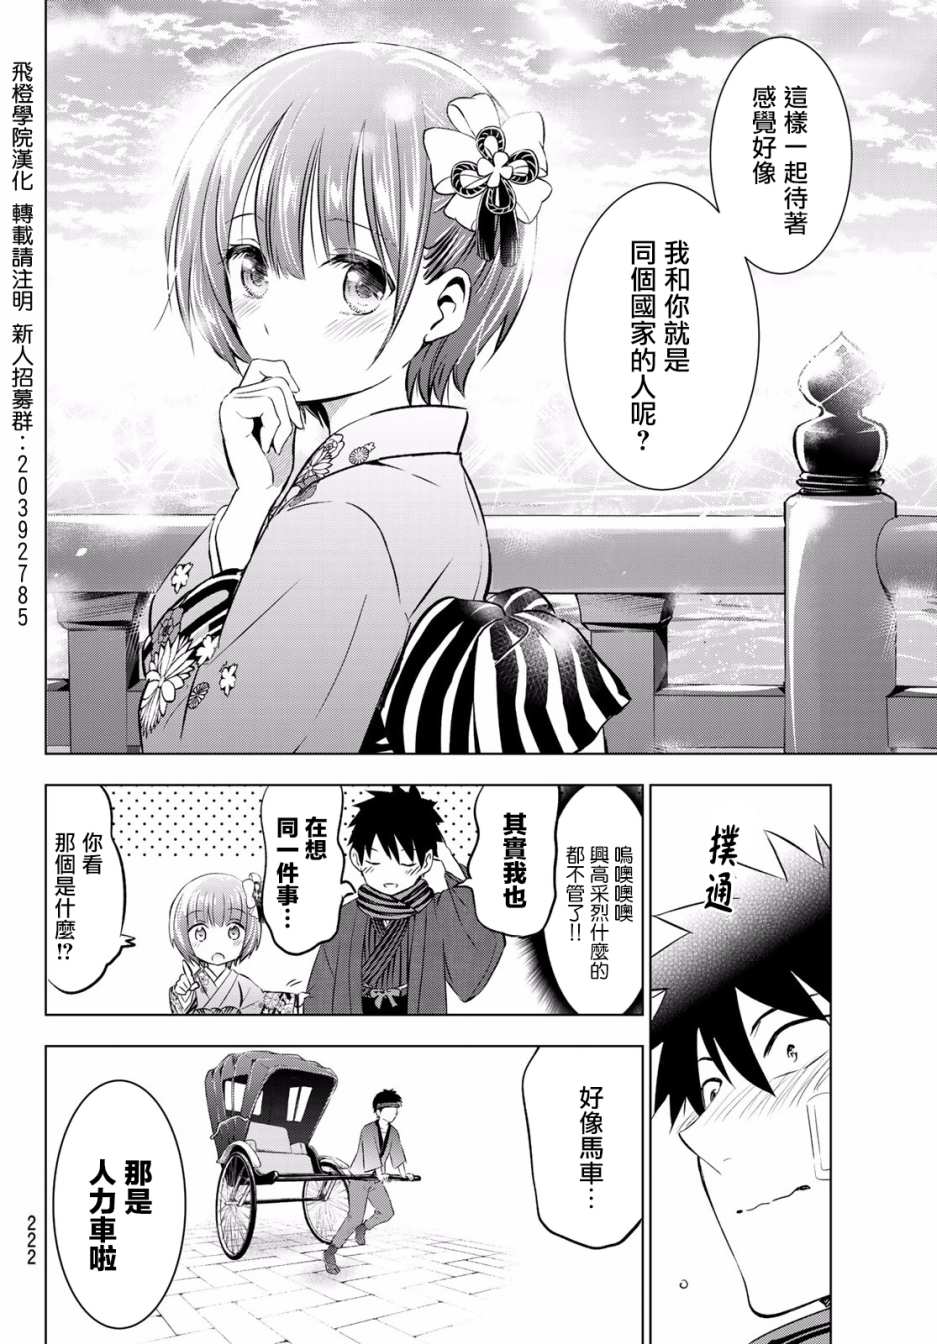 這樣一起待著
感覺好像
我和你就是
同個國家的人呢？
撲通
嗚噢噢噢
興高采烈什麼的
都不管了!!
其實我也
在想
同一件事…
你看
那個是什麼!?
好像馬車…
那是
人力車啦
飛橙學院漢化 轉載請注明 新人招募群：20392785
222